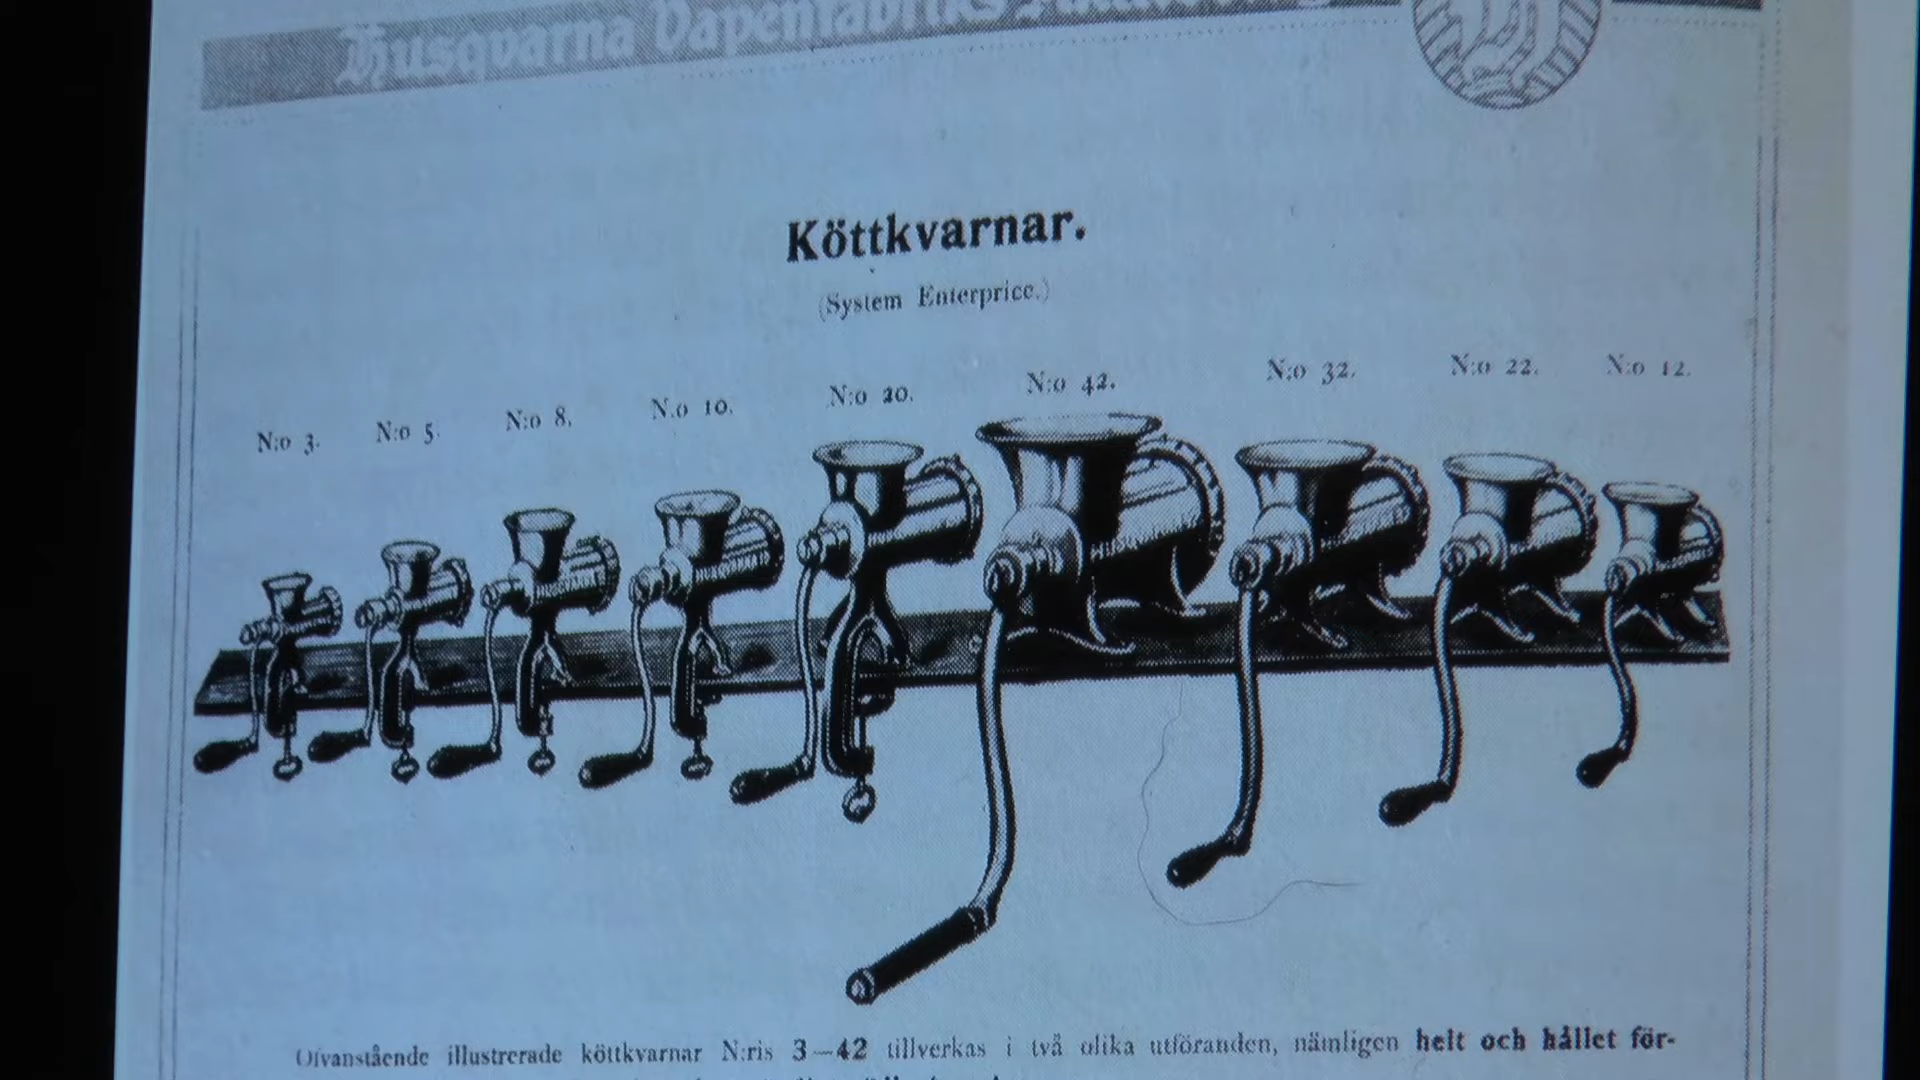 Husqvarna Vapenfabriks
Köttkvarnar.
(System Enterprice.)
N:o 3. N:o 5. N:o 8. N.o 10. N:o 20. N:o 42. N:o 32. N:o 22. N:o 12.
Ofvanstående illustrerade köttkvarnar N:ris 3—42 tillverkas i två olika utföranden, nämligen helt och hållet för-